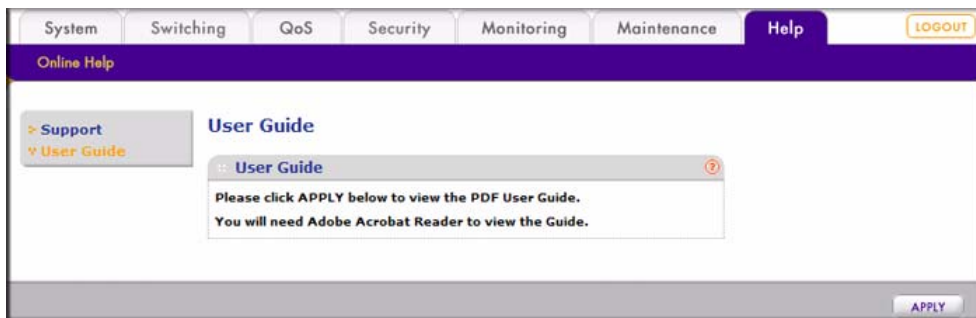 System Switching QoS Security Monitoring Maintenance Help LOGOUT
Online Help
Support
User Guide
User Guide
User Guide
Please click APPLY below to view the PDF User Guide.
You will need Adobe Acrobat Reader to view the Guide.
APPLY